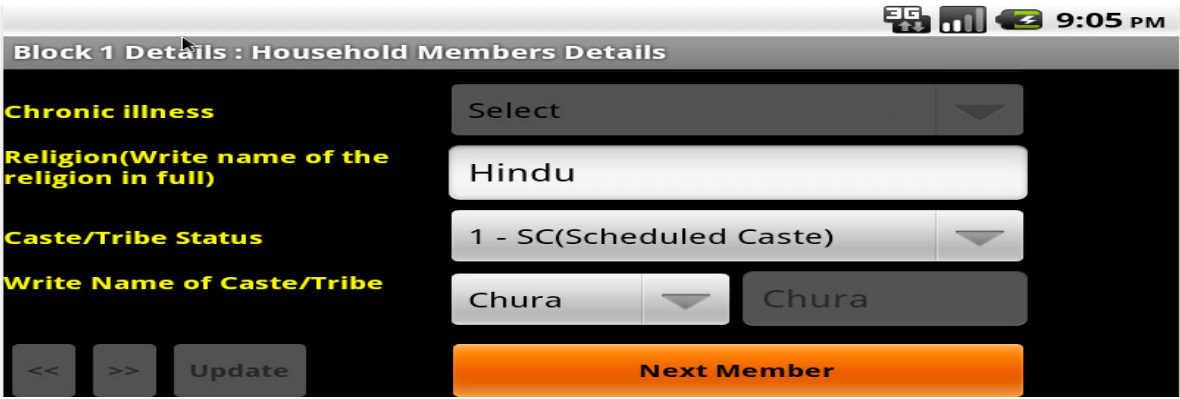 3G 9:05 PM
Block 1 Details : Household Members Details
Chronic illness Select
Religion(Write name of the
religion in full) Hindu
Caste/Tribe Status 1 - SC(Scheduled Caste)
Write Name of Caste/Tribe Chura Chura
<< >> Update Next Member